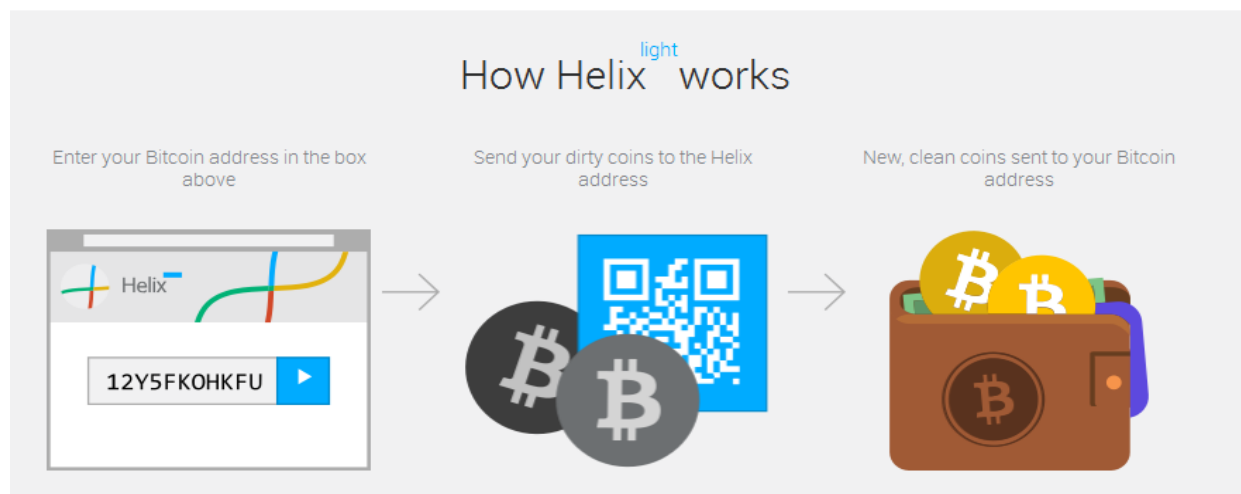 light
How Helix works
Enter your Bitcoin address in the box
above
Send your dirty coins to the Helix
address
New, clean coins sent to your Bitcoin
address
Helix
12Y5FKOHKFU